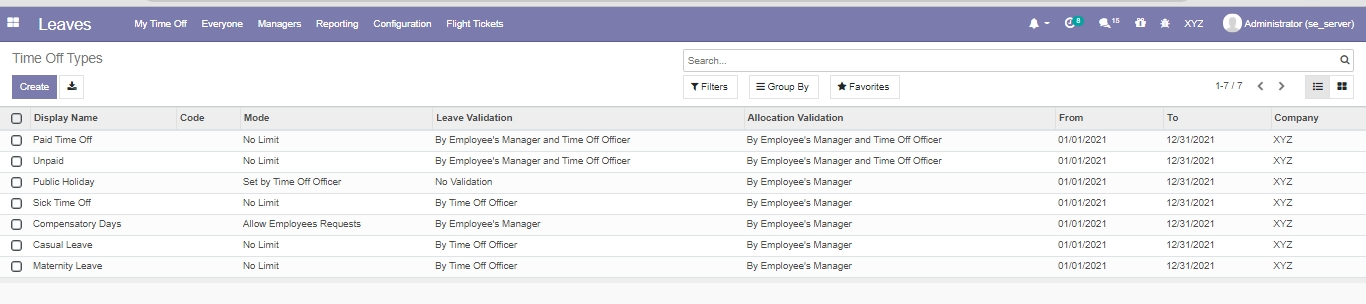 Leaves My Time Off Everyone Managers Reporting Configuration Flight Tickets 8 15 XYZ Administrator (se_server)
Time Off Types Search...
Create Filters Group By Favorites 1-7 / 7
Display Name Code Mode Leave Validation Allocation Validation From To Company
Paid Time Off No Limit By Employee's Manager and Time Off Officer By Employee's Manager and Time Off Officer 01/01/2021 12/31/2021 XYZ
Unpaid No Limit By Employee's Manager and Time Off Officer By Employee's Manager and Time Off Officer 01/01/2021 12/31/2021 XYZ
Public Holiday Set by Time Off Officer No Validation By Employee's Manager 01/01/2021 12/31/2021 XYZ
Sick Time Off No Limit By Time Off Officer By Employee's Manager 01/01/2021 12/31/2021 XYZ
Compensatory Days Allow Employees Requests By Employee's Manager By Employee's Manager 01/01/2021 12/31/2021 XYZ
Casual Leave No Limit By Time Off Officer By Employee's Manager 01/01/2021 12/31/2021 XYZ
Maternity Leave No Limit By Time Off Officer By Employee's Manager 01/01/2021 12/31/2021 XYZ